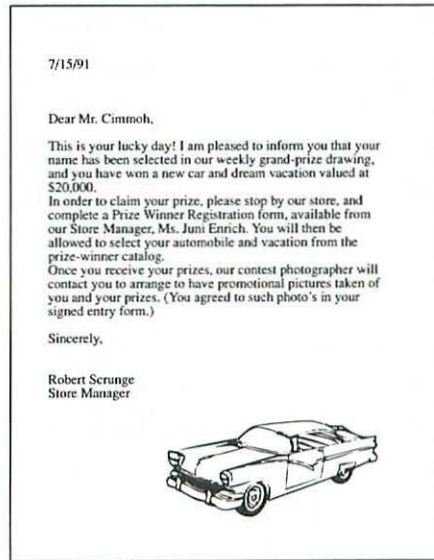 7/15/91
Dear Mr. Cimmoh,
This is your lucky day! I am pleased to inform you that your
name has been selected in our weekly grand-prize drawing,
and you have won a new car and dream vacation valued at
$20,000.
In order to claim your prize, please stop by our store, and
complete a Prize Winner Registration form, available from
our Store Manager, Ms. Juni Enrich. You will then be
allowed to select your automobile and vacation from the
prize-winner catalog.
Once you receive your prizes, our contest photographer will
contact you to arrange to have promotional pictures taken of
you and your prizes. (You agreed to such photo's in your
signed entry form.)
Sincerely,
Robert Scrunge
Store Manager